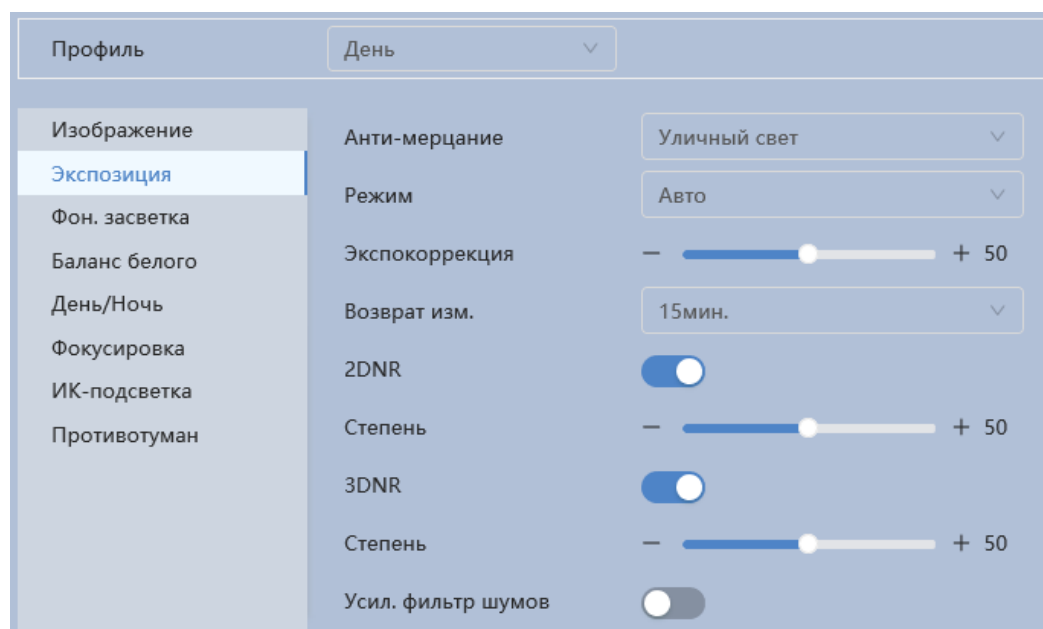 Профиль День
Изображение
Экспозиция
Фон. засветка
Баланс белого
День/Ночь
Фокусировка
ИК-подсветка
Противотуман
Анти-мерцание Уличный свет
Режим Авто
Экспокоррекция − + 50
Возврат изм. 15мин.
2DNR
Степень − + 50
3DNR
Степень − + 50
Усил. фильтр шумов